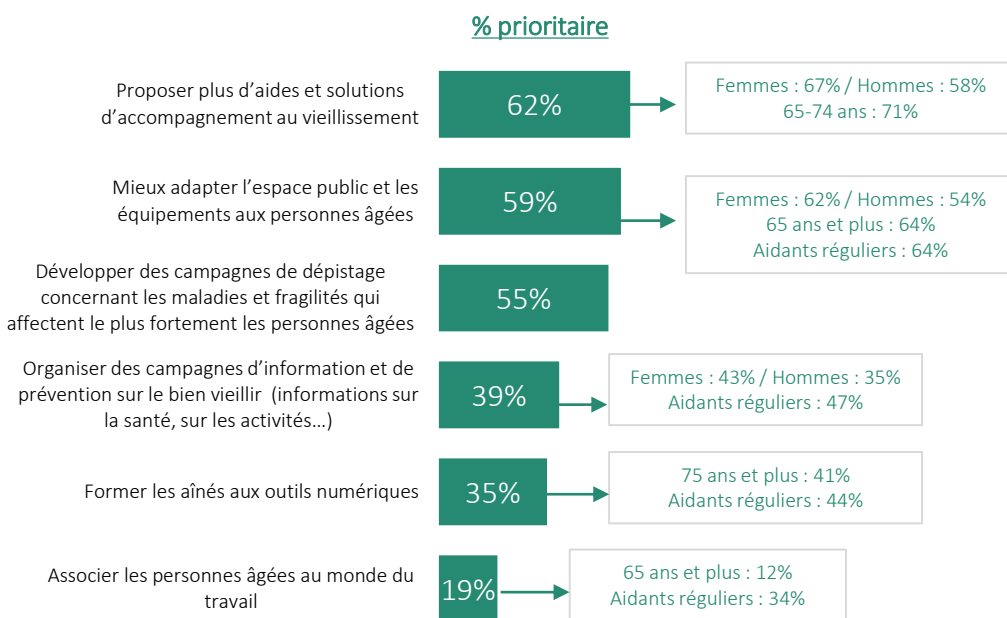 % prioritaire
Proposer plus d’aides et solutions
d’accompagnement au vieillissement
62%
Femmes : 67% / Hommes : 58%
65-74 ans : 71%
Mieux adapter l’espace public et les
équipements aux personnes âgées
59%
Femmes : 62% / Hommes : 54%
65 ans et plus : 64%
Aidants réguliers : 64%
Développer des campagnes de dépistage
concernant les maladies et fragilités qui
affectent le plus fortement les personnes âgées
55%
Organiser des campagnes d’information et de
prévention sur le bien vieillir (informations sur
la santé, sur les activités…)
39%
Femmes : 43% / Hommes : 35%
Aidants réguliers : 47%
Former les aînés aux outils numériques
35%
75 ans et plus : 41%
Aidants réguliers : 44%
Associer les personnes âgées au monde du
travail
19%
65 ans et plus : 12%
Aidants réguliers : 34%